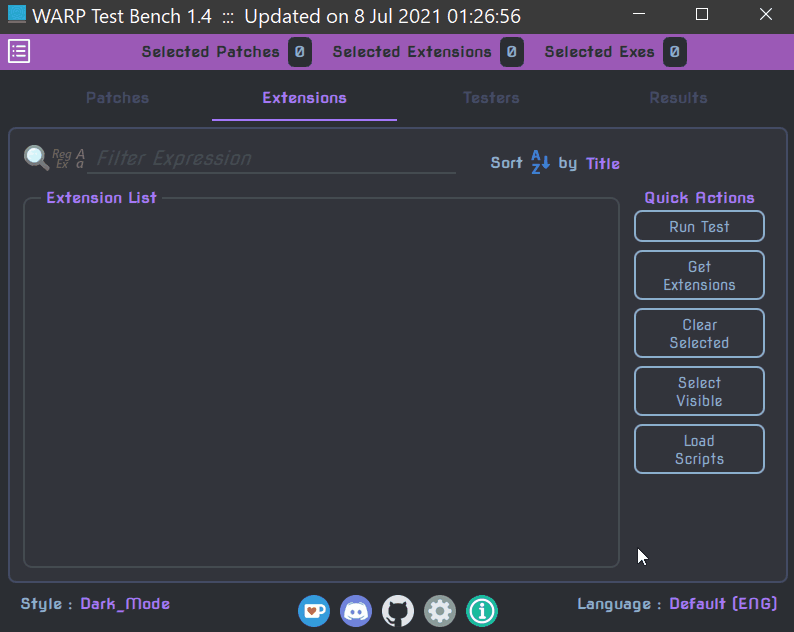 WARP Test Bench 1.4 ::: Updated on 8 Jul 2021 01:26:56
Selected Patches 0 Selected Extensions 0 Selected Exes 0
Patches Extensions Testers Results
Reg Ex A a Filter Expression Sort A Z by Title
Extension List
Quick Actions
Run Test
Get
Extensions
Clear
Selected
Select
Visible
Load
Scripts
Style : Dark_Mode
Language : Default (ENG)